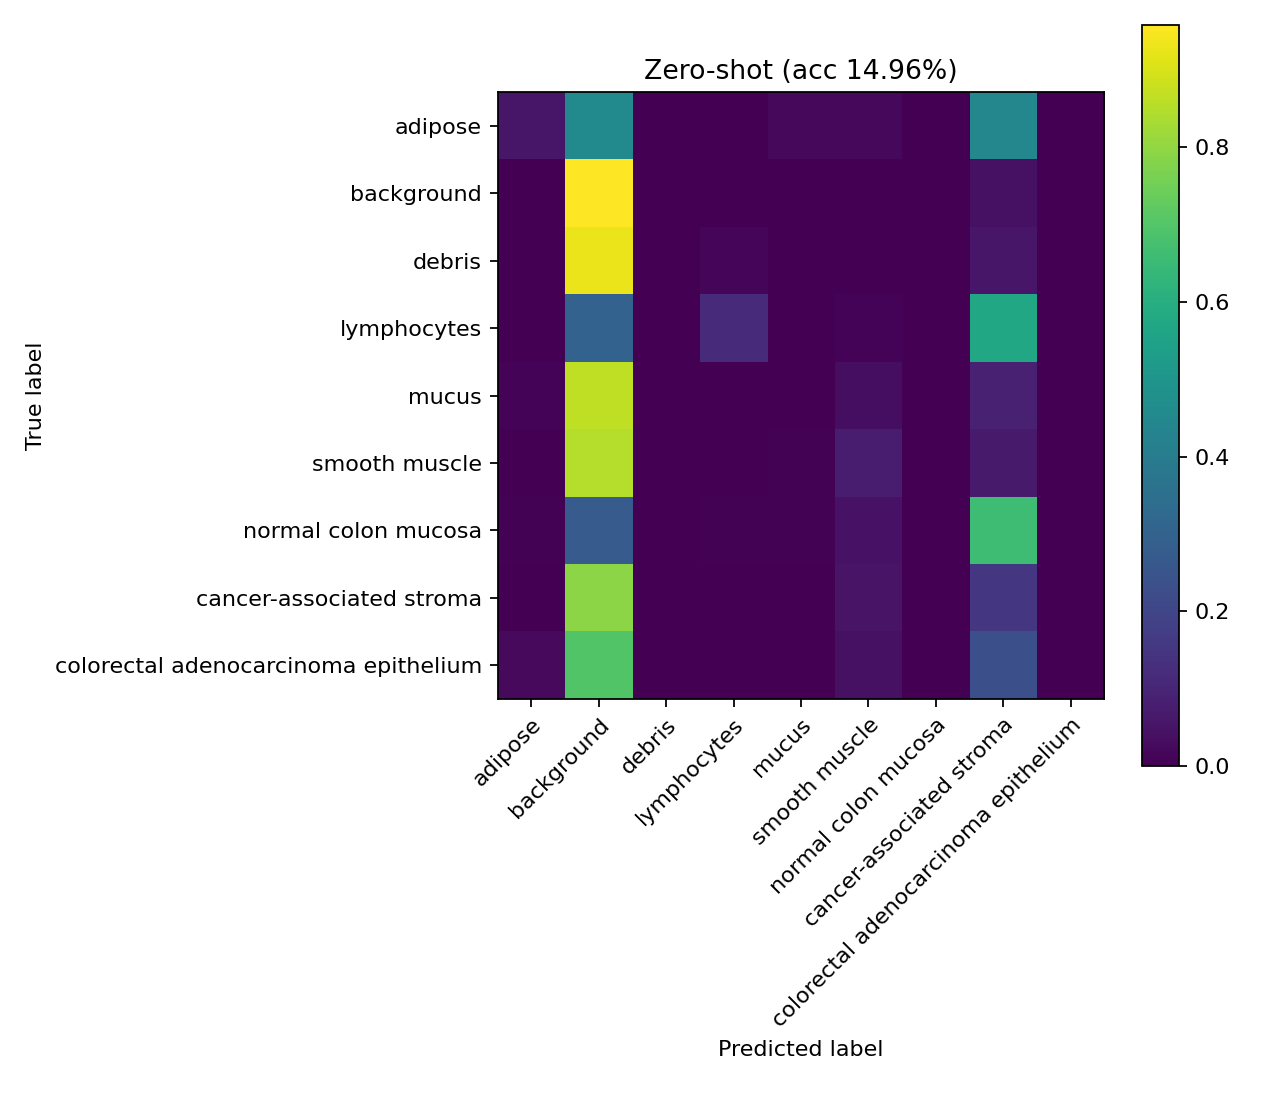 Zero-shot (acc 14.96%)
True label
adipose
background
debris
lymphocytes
mucus
smooth muscle
normal colon mucosa
cancer-associated stroma
colorectal adenocarcinoma epithelium
adipose
background
debris
lymphocytes
mucus
smooth muscle
normal colon mucosa
cancer-associated stroma
colorectal adenocarcinoma epithelium
Predicted label
0.8
0.6
0.4
0.2
0.0